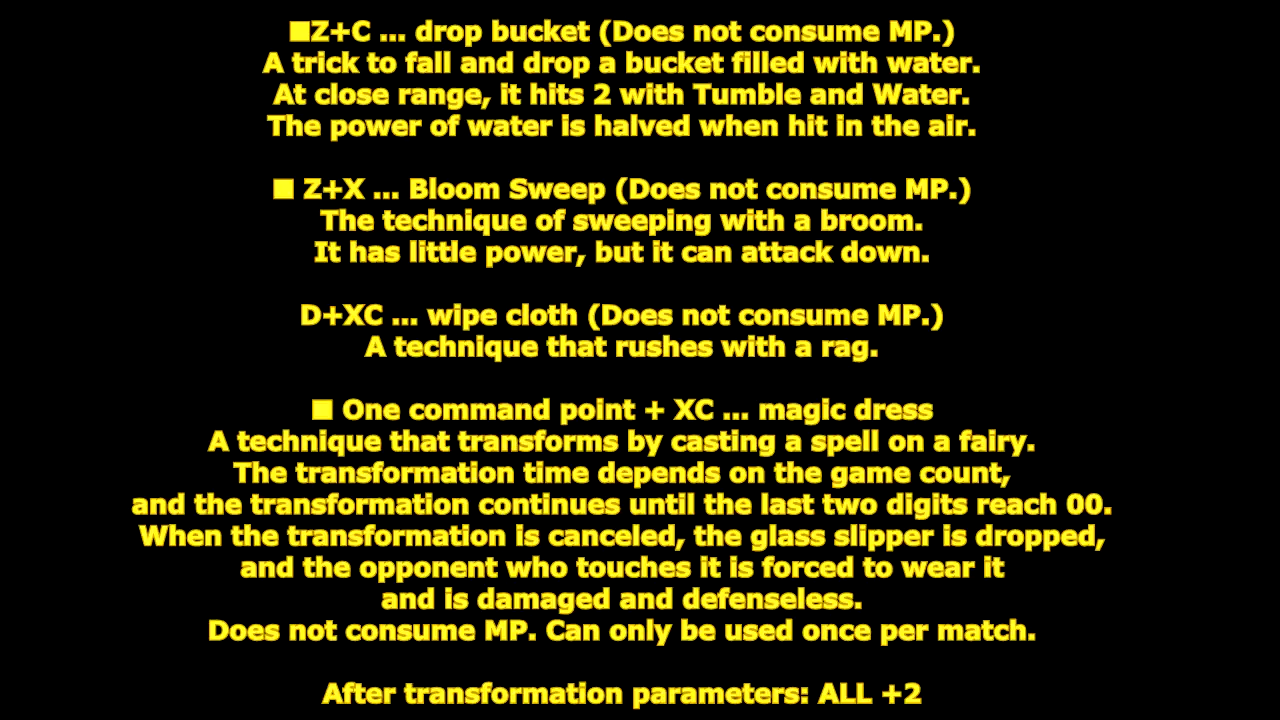 ■Z+C ... drop bucket (Does not consume MP.)
A trick to fall and drop a bucket filled with water.
At close range, it hits 2 with Tumble and Water.
The power of water is halved when hit in the air.
■ Z+X ... Bloom Sweep (Does not consume MP.)
The technique of sweeping with a broom.
It has little power, but it can attack down.
D+XC ... wipe cloth (Does not consume MP.)
A technique that rushes with a rag.
■ One command point + XC ... magic dress
A technique that transforms by casting a spell on a fairy.
The transformation time depends on the game count,
and the transformation continues until the last two digits reach 00.
When the transformation is canceled, the glass slipper is dropped,
and the opponent who touches it is forced to wear it
and is damaged and defenseless.
Does not consume MP. Can only be used once per match.
After transformation parameters: ALL +2